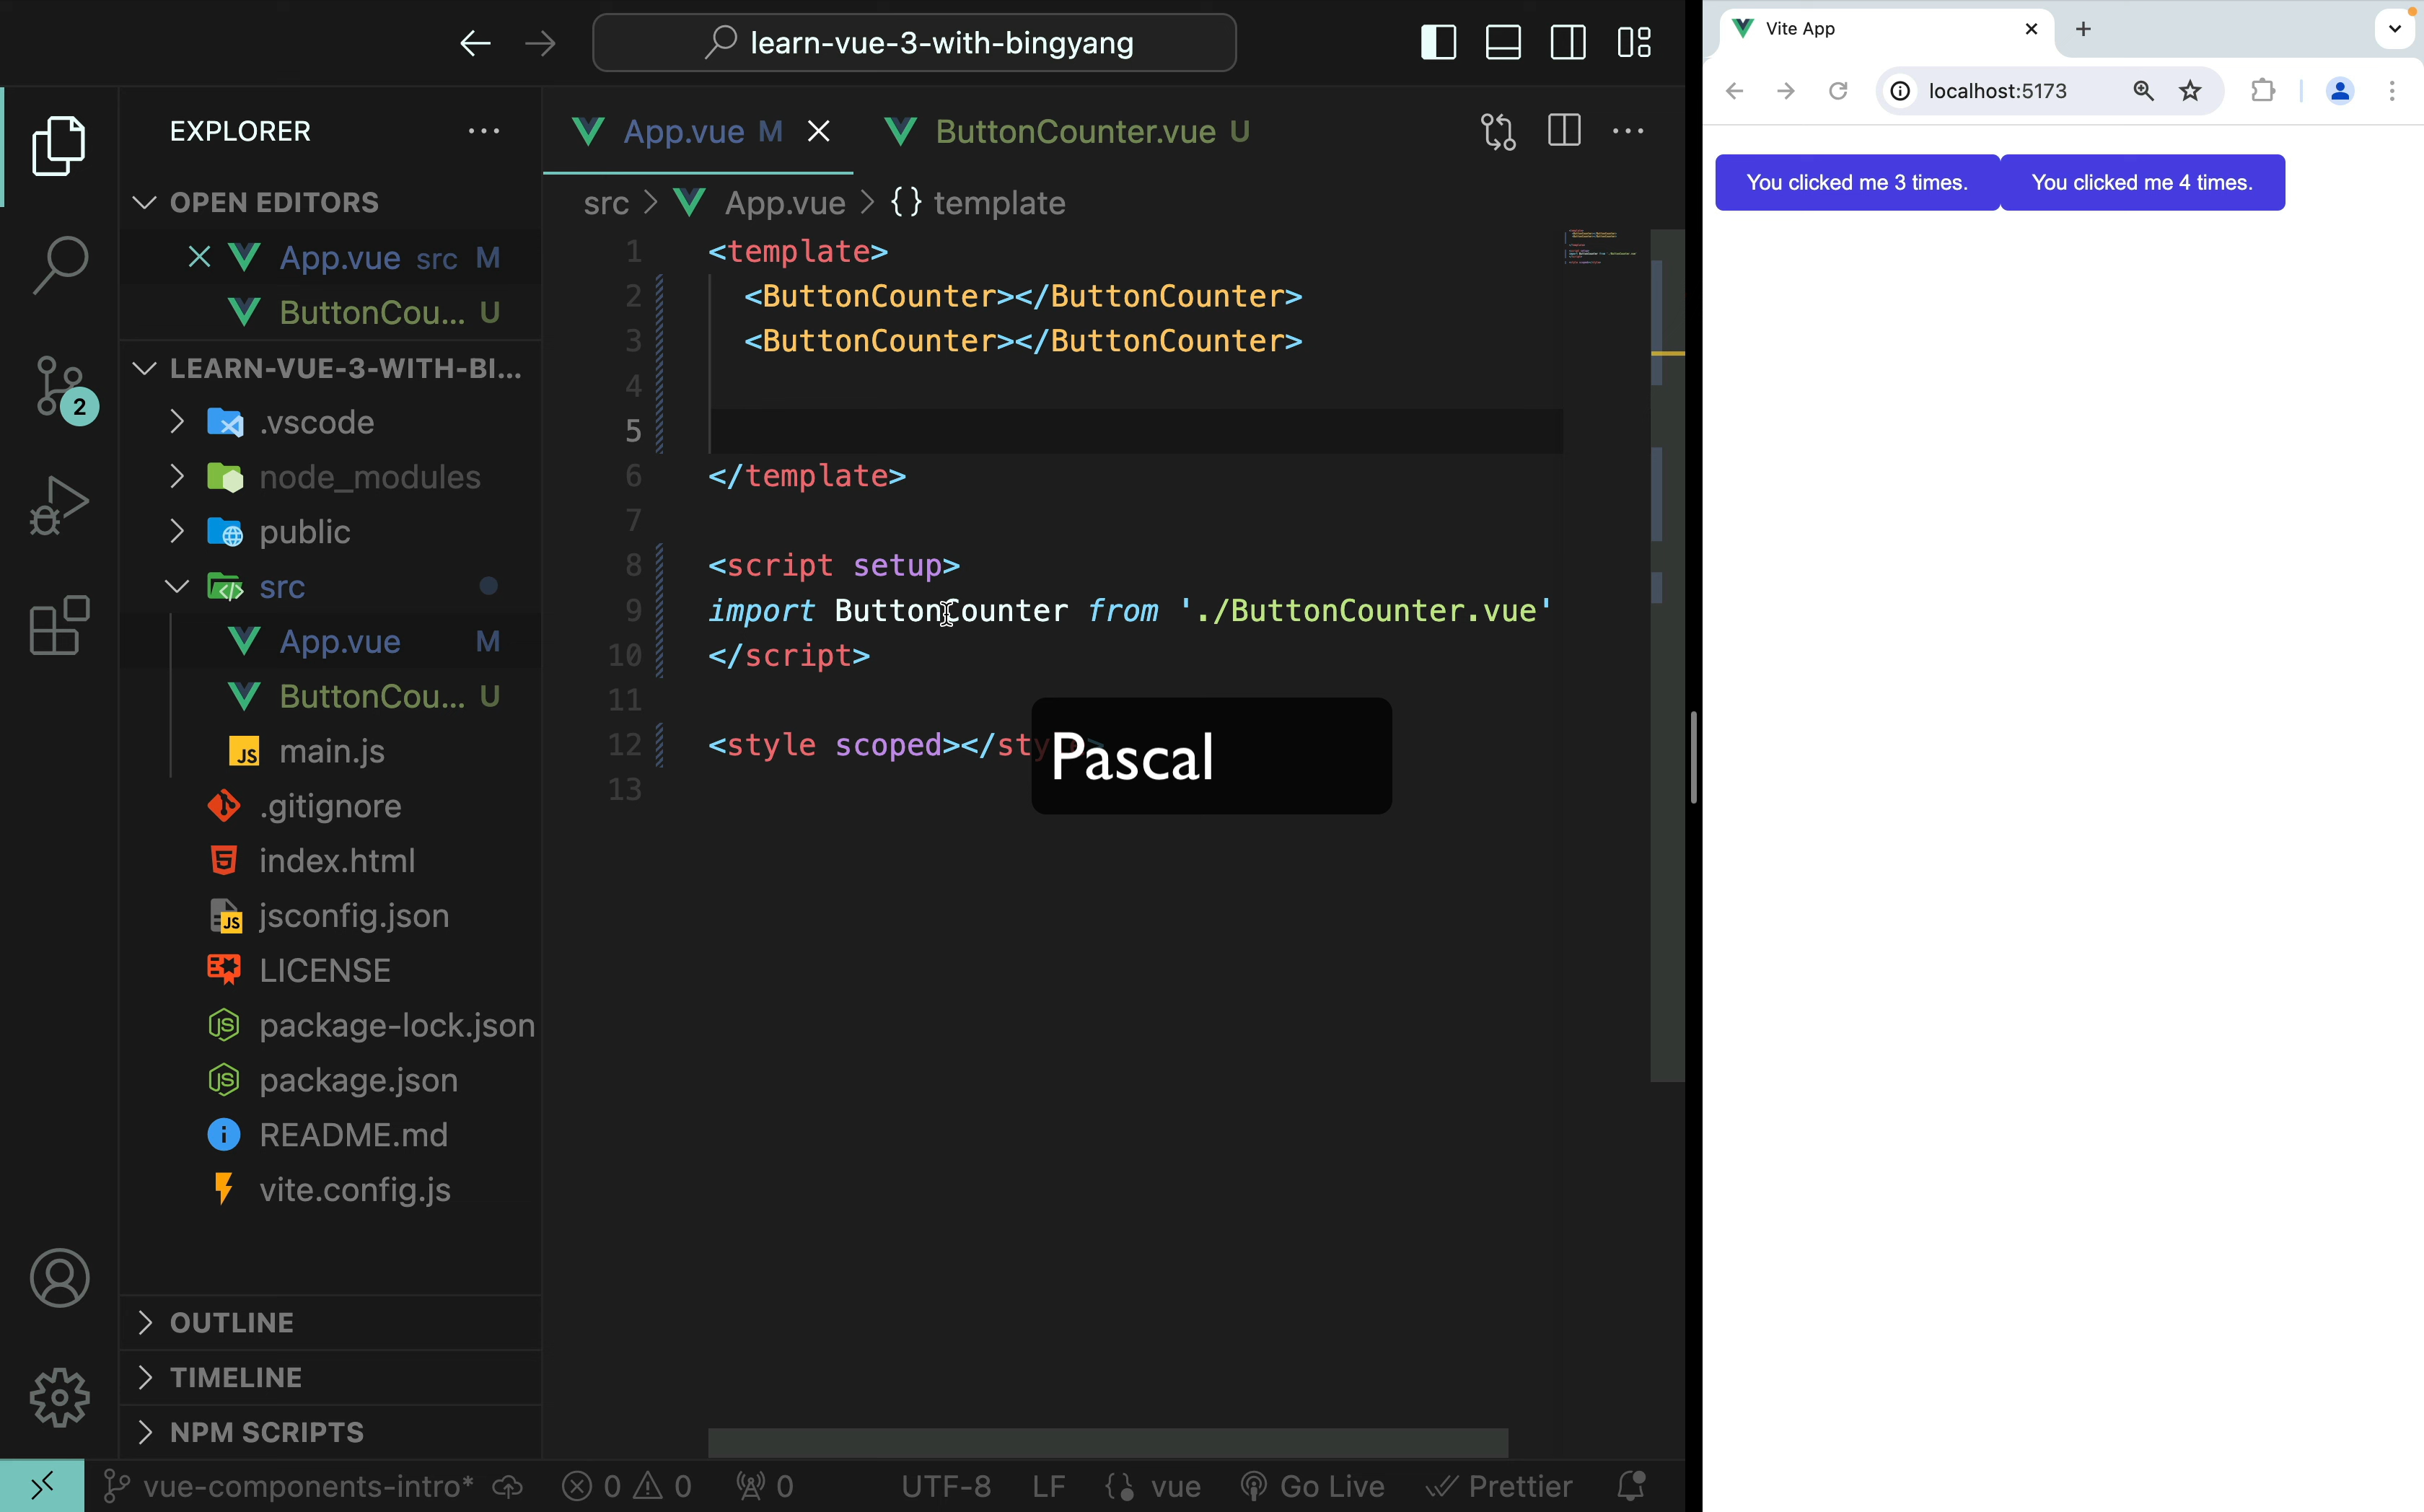 learn-vue-3-with-bingyang
EXPLORER
OPEN EDITORS
App.vue src M
ButtonCou... U
LEARN-VUE-3-WITH-BI...
.vscode
node_modules
public
src
App.vue M
ButtonCou... U
main.js
.gitignore
index.html
jsconfig.json
LICENSE
package-lock.json
package.json
README.md
vite.config.js
OUTLINE
TIMELINE
NPM SCRIPTS
2
App.vue M
ButtonCounter.vue U
src > App.vue > {} template
1 <template>
2 <ButtonCounter></ButtonCounter>
3 <ButtonCounter></ButtonCounter>
4
5
6 </template>
7
8 <script setup>
9 import ButtonCounter from './ButtonCounter.vue'
10 </script>
11
12 <style scoped></sty
13
Pascal
vue-components-intro* 0 0 0 UTF-8 LF {} vue Go Live Prettier
Vite App
localhost:5173
You clicked me 3 times. You clicked me 4 times.